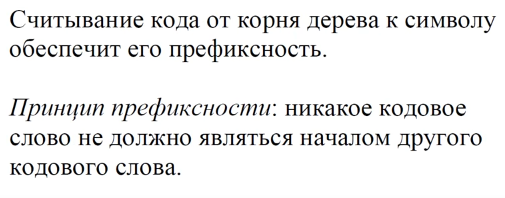 Считывание кода от корня дерева к символу
обеспечит его префиксность.
Принцип префиксности: никакое кодовое
слово не должно являться началом другого
кодового слова.